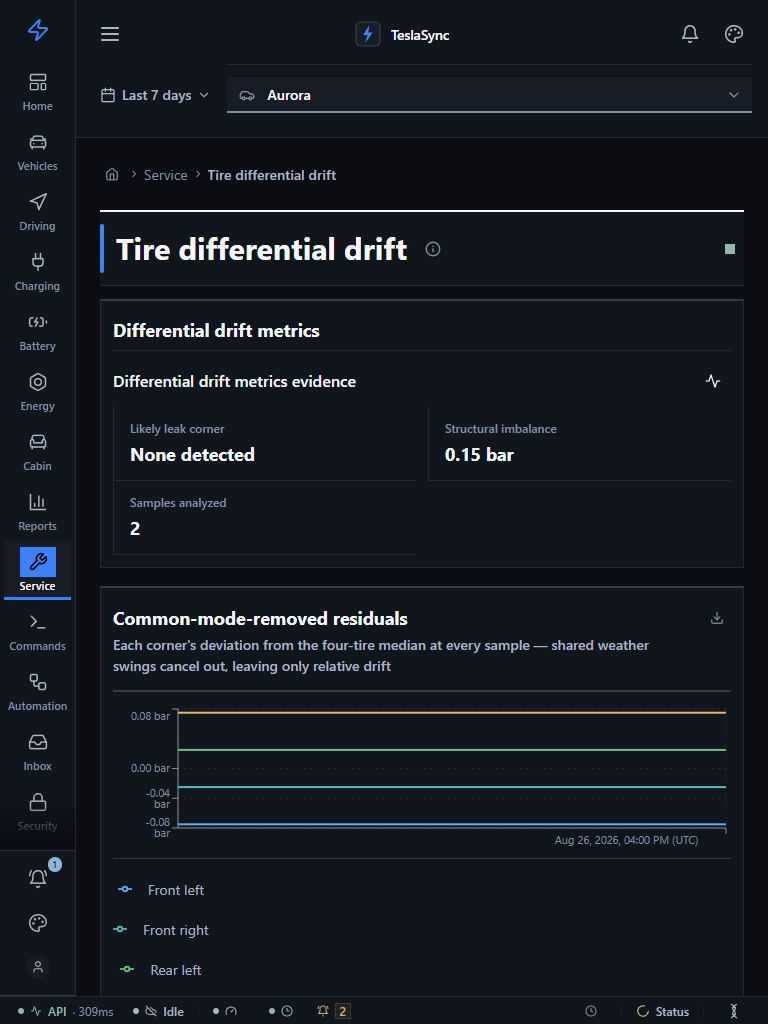 TeslaSync
Last 7 days
Aurora
Home
Vehicles
Driving
Charging
Battery
Energy
Cabin
Reports
Service
Commands
Automation
Inbox
Security
1
Service
Tire differential drift
Tire differential drift
Differential drift metrics
Differential drift metrics evidence
Likely leak corner
None detected
Structural imbalance
0.15 bar
Samples analyzed
2
Common-mode-removed residuals
Each corner's deviation from the four-tire median at every sample — shared weather
swings cancel out, leaving only relative drift
0.08 bar
0.00 bar
-0.04
bar
-0.08
bar
Aug 26, 2026, 04:00 PM (UTC)
Front left
Front right
Rear left
API · 309ms
Idle
2
Status